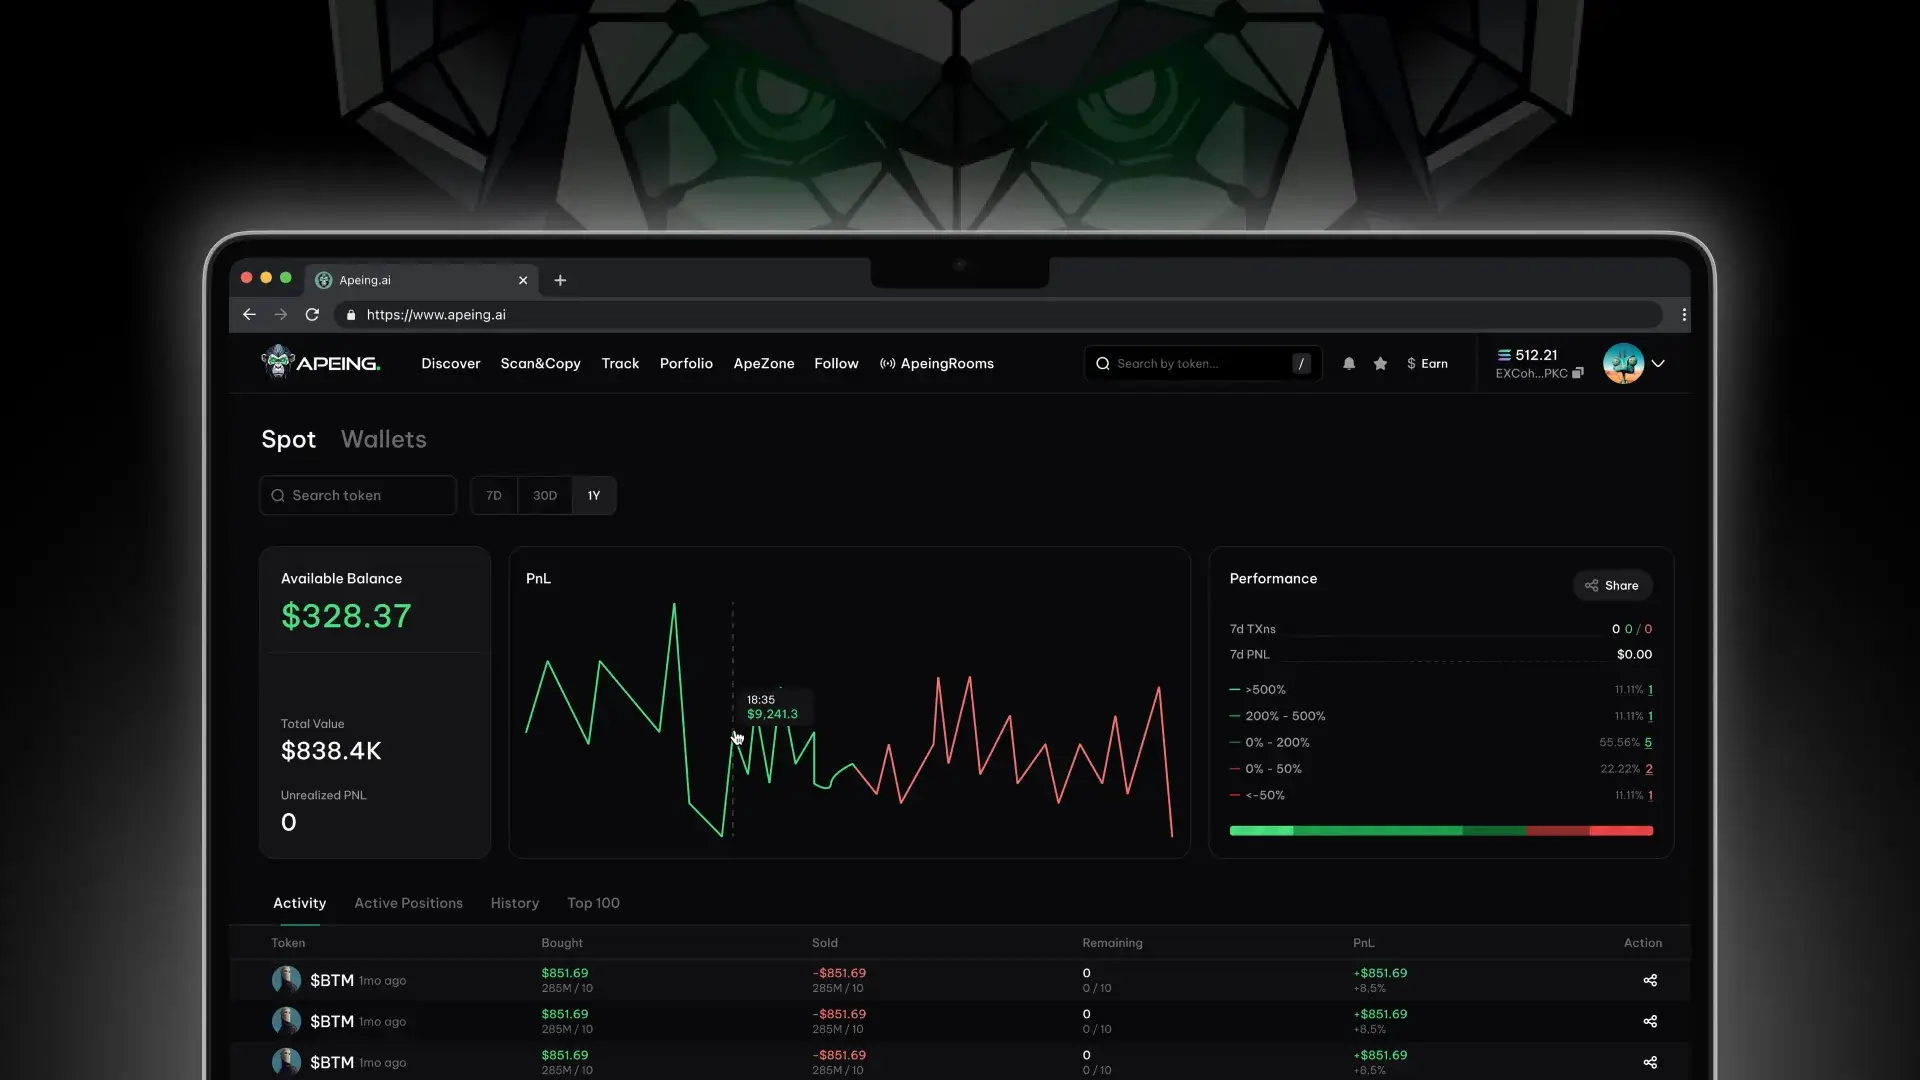 Apeing.ai
https://www.apeing.ai
APEING.
Discover
Scan&Copy
Track
Porfolio
ApeZone
Follow
ApeingRooms
Search by token...
/
$ Earn
512.21
EXCoh...PKC
Spot
Wallets
Search token
7D
30D
1Y
Available Balance
$328.37
Total Value
$838.4K
Unrealized PNL
0
PnL
18:35
$9,241.3
Performance
Share
7d TXns
0 0 / 0
7d PNL
$0.00
>500%
11.11% 1
200% - 500%
11.11% 1
0% - 200%
55.56% 5
0% - 50%
22.22% 2
<-50%
11.11% 1
Activity
Active Positions
History
Top 100
Token
Bought
Sold
Remaining
PnL
Action
$BTM 1mo ago
$851.69
285M / 10
-$851.69
285M / 10
0
0 / 10
+$851.69
+8,5%
$BTM 1mo ago
$851.69
285M / 10
-$851.69
285M / 10
0
0 / 10
+$851.69
+8,5%
$BTM 1mo ago
$851.69
285M / 10
-$851.69
285M / 10
0
0 / 10
+$851.69
+8,5%